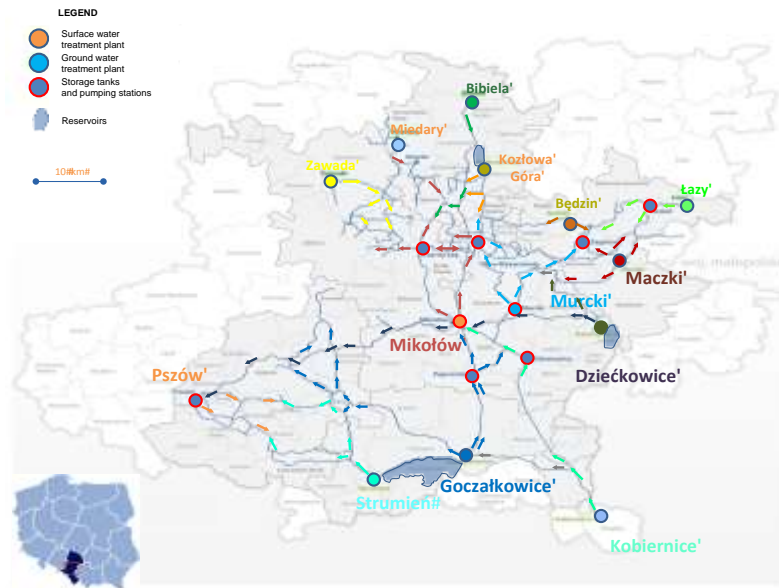 LEGEND
Surface water
treatment plant
Ground water
treatment plant
Storage tanks
and pumping stations
Reservoirs
10##km#
Bibiela'
Miedary'
Zawada'
Kozłowa'
Góra'
Będzin'
Łazy'
Maczki'
Murcki'
Mikołów
Dziećkowice'
Pszów'
Goczałkowice'
Strumień#
Kobiernice'